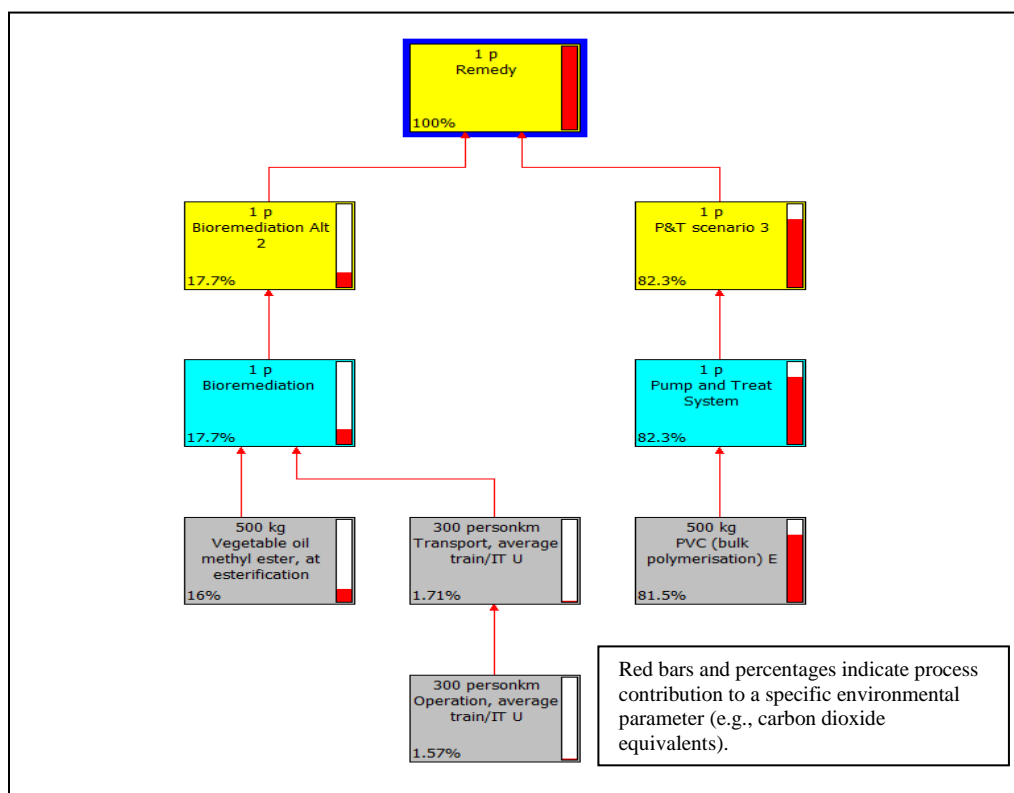 1 p
Remedy
100%
1 p
Bioremediation Alt
2
17.7%
1 p
P&T scenario 3
82.3%
1 p
Bioremediation
17.7%
1 p
Pump and Treat
System
82.3%
500 kg
Vegetable oil
methyl ester, at
esterification
16%
300 personkm
Transport, average
train/IT U
1.71%
500 kg
PVC (bulk
polymerisation) E
81.5%
300 personkm
Operation, average
train/IT U
1.57%
Red bars and percentages indicate process
contribution to a specific environmental
parameter (e.g., carbon dioxide
equivalents).